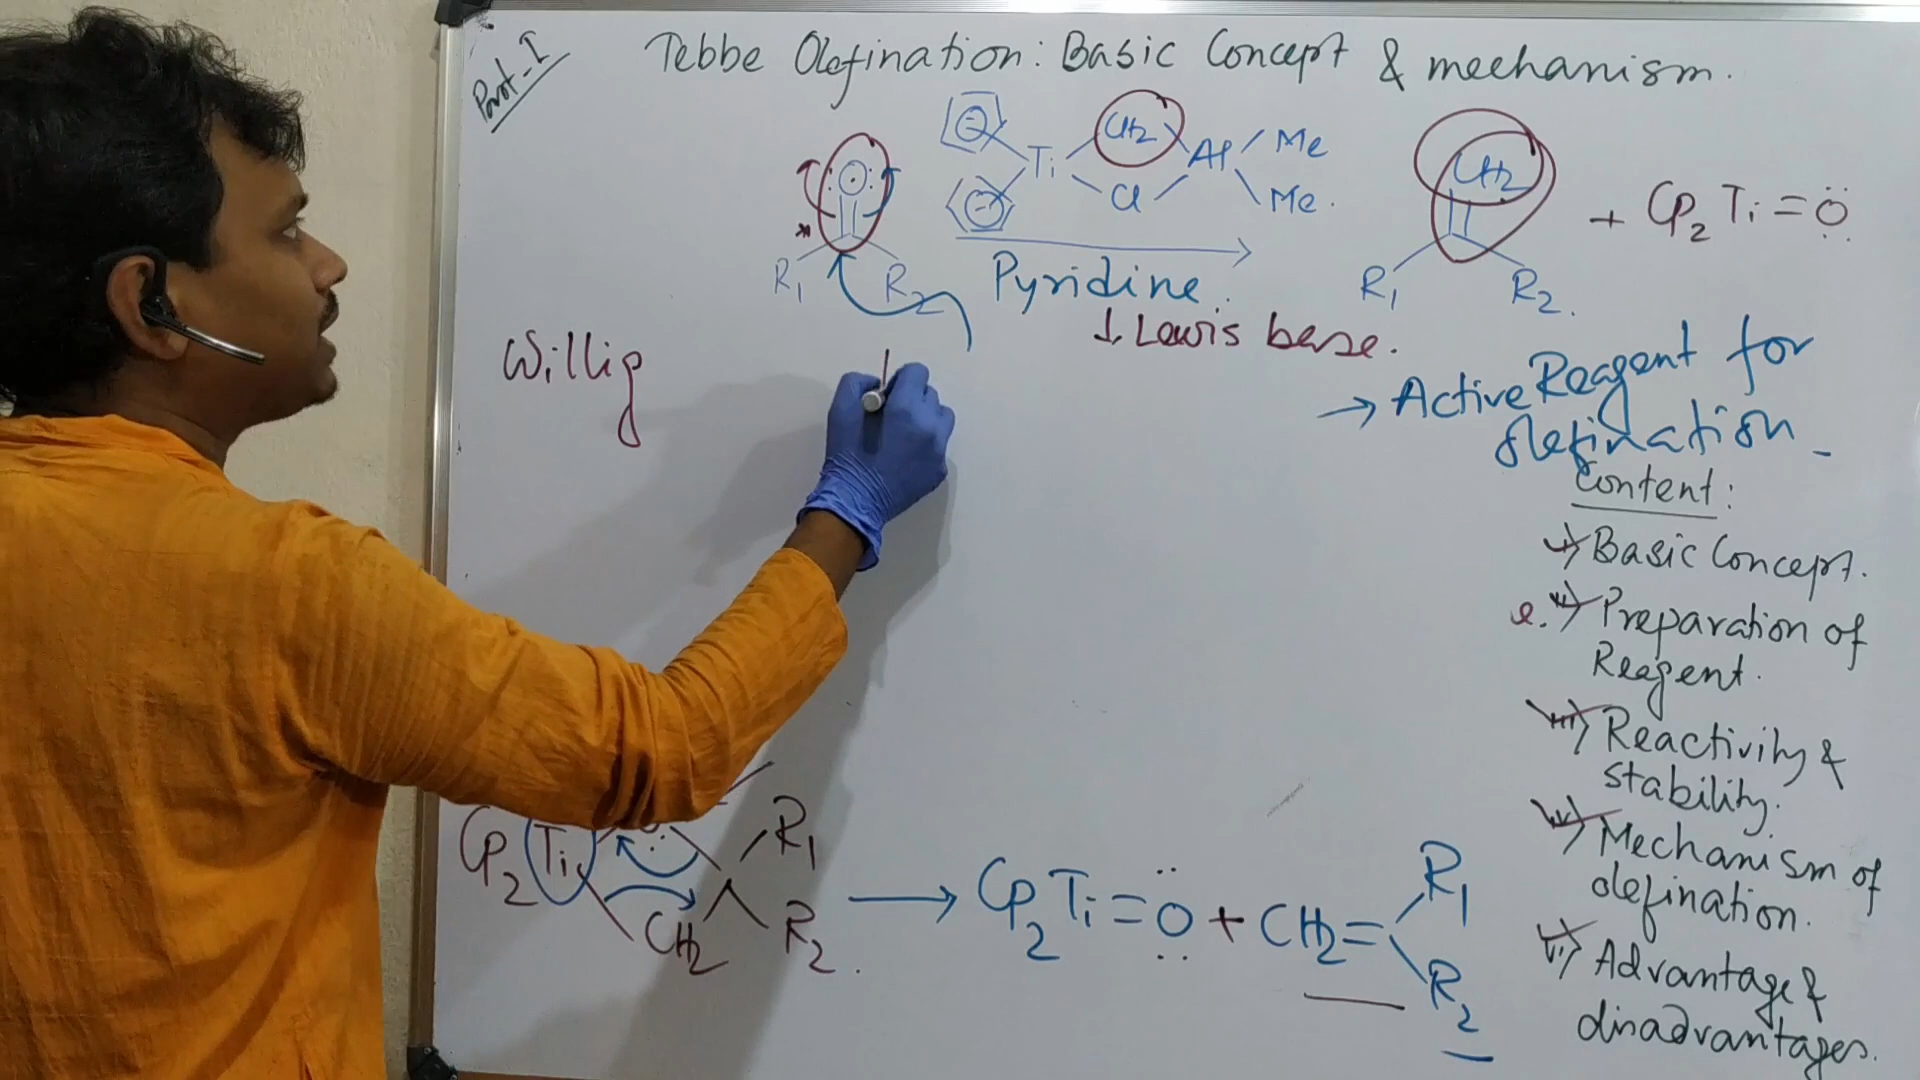 Part-I
Tebbe Olefination: Basic Concept & mechanism.
CH2
Ti
Al
Me
Cl
Me.
O
R1
R2
Pyridine.
↓ Lewis base.
CH2
R1
R2.
+ Cp2Ti=O
Wittig
→ Active Reagent for
olefination -
Content:
i) Basic Concept.
e. ii) Preparation of
Reagent.
iii) Reactivity &
stability.
iv) Mechanism of
olefination.
v) Advantage &
disadvantages.
Cp2 Ti
O
R1
CH2
R2.
→ Cp2Ti=O + CH2=
R1
R2